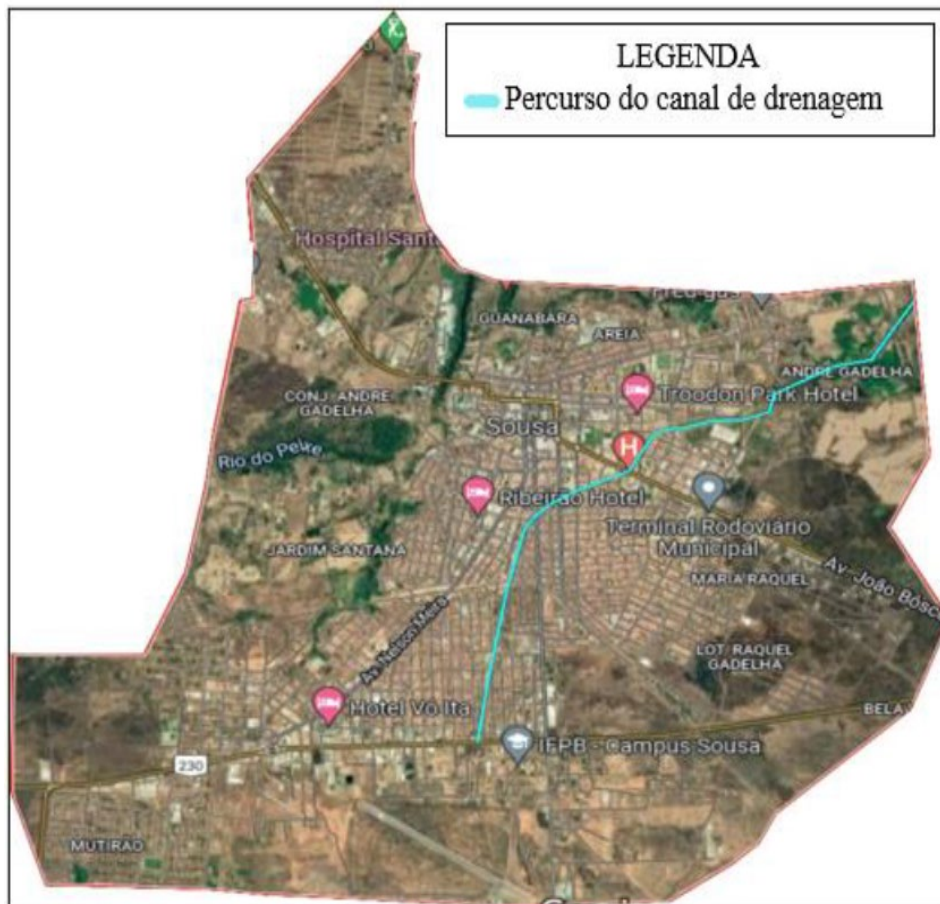 LEGENDA
Percurso do canal de drenagem
Hospital Sant
GUANABARA
AREIA
ANDRE GADELHA
CONJ. ANDRE
GADELHA
Troodon Park Hotel
Sousa
Rio do Peixe
H
Ribeirão Hotel
Terminal Rodoviário
Municipal
JARDIM SANTANA
MARIA RAQUEL
Av. João Bósc
Av. Nelson Meira
LOT. RAQUEL
GADELHA
Hotel Vó Ita
BELA
IFPB - Campus Sousa
230
MUTIRÃO